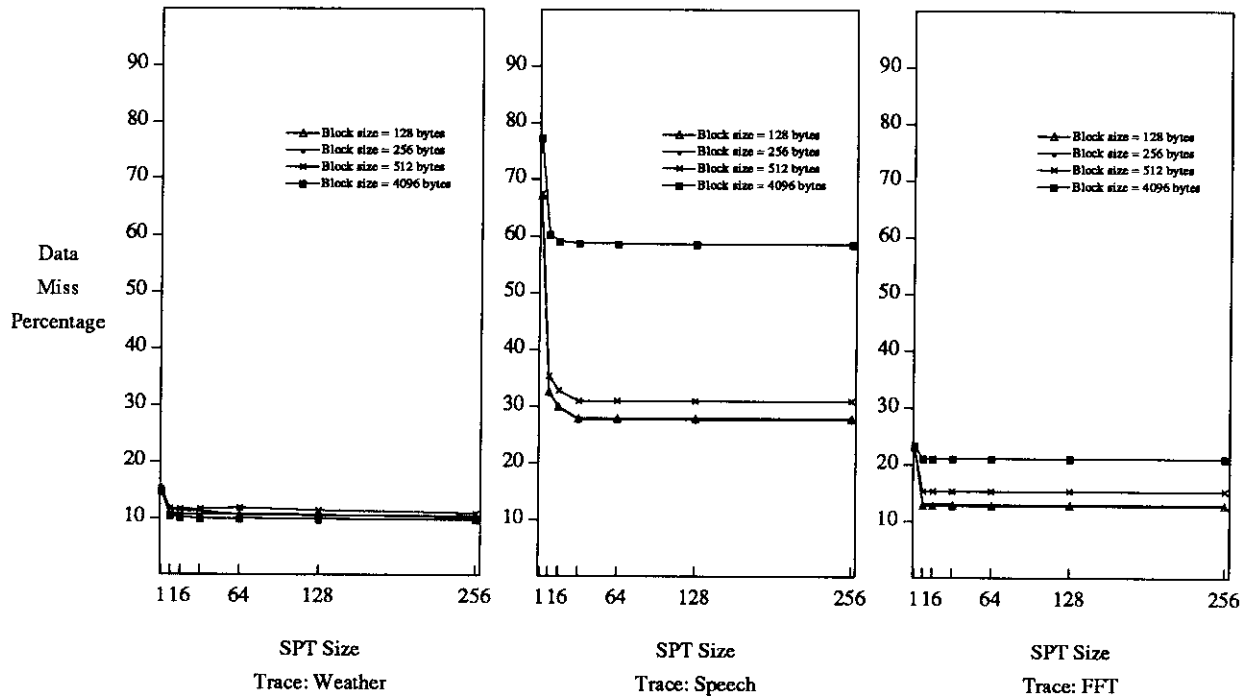 Data
Miss
Percentage
90
80
70
60
50
40
30
20
10
Block size = 128 bytes
Block size = 256 bytes
Block size = 512 bytes
Block size = 4096 bytes
1 16 64 128 256
SPT Size
Trace: Weather
90
80
70
60
50
40
30
20
10
Block size = 128 bytes
Block size = 256 bytes
Block size = 512 bytes
Block size = 4096 bytes
1 16 64 128 256
SPT Size
Trace: Speech
90
80
70
60
50
40
30
20
10
Block size = 128 bytes
Block size = 256 bytes
Block size = 512 bytes
Block size = 4096 bytes
1 16 64 128 256
SPT Size
Trace: FFT